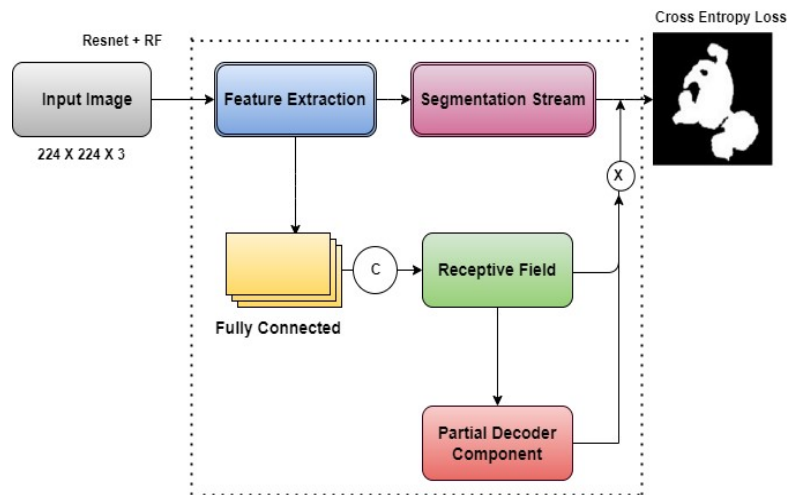 Cross Entropy Loss
Resnet + RF
Input Image
Feature Extraction
Segmentation Stream
224 X 224 X 3
X
C
Receptive Field
Fully Connected
Partial Decoder
Component